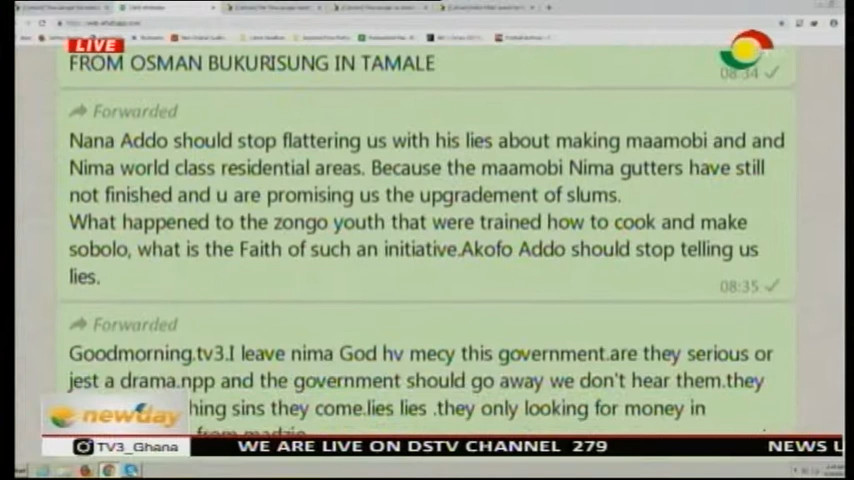 LIVE
FROM OSMAN BUKURISUNG IN TAMALE
08:34
Forwarded
Nana Addo should stop flattering us with his lies about making maamobi and and
Nima world class residential areas. Because the maamobi Nima gutters have still
not finished and u are promising us the upgradement of slums.
What happened to the zongo youth that were trained how to cook and make
sobolo, what is the Faith of such an initiative.Akofo Addo should stop telling us
lies.
08:35
Forwarded
Goodmorning.tv3.I leave nima God hv mecy this government.are they serious or
jest a drama.npp and the government should go away we don't hear them.they
hing sins they come.lies lies .they only looking for money in
newday
TV3_Ghana
WE ARE LIVE ON DSTV CHANNEL 279
NEWS U